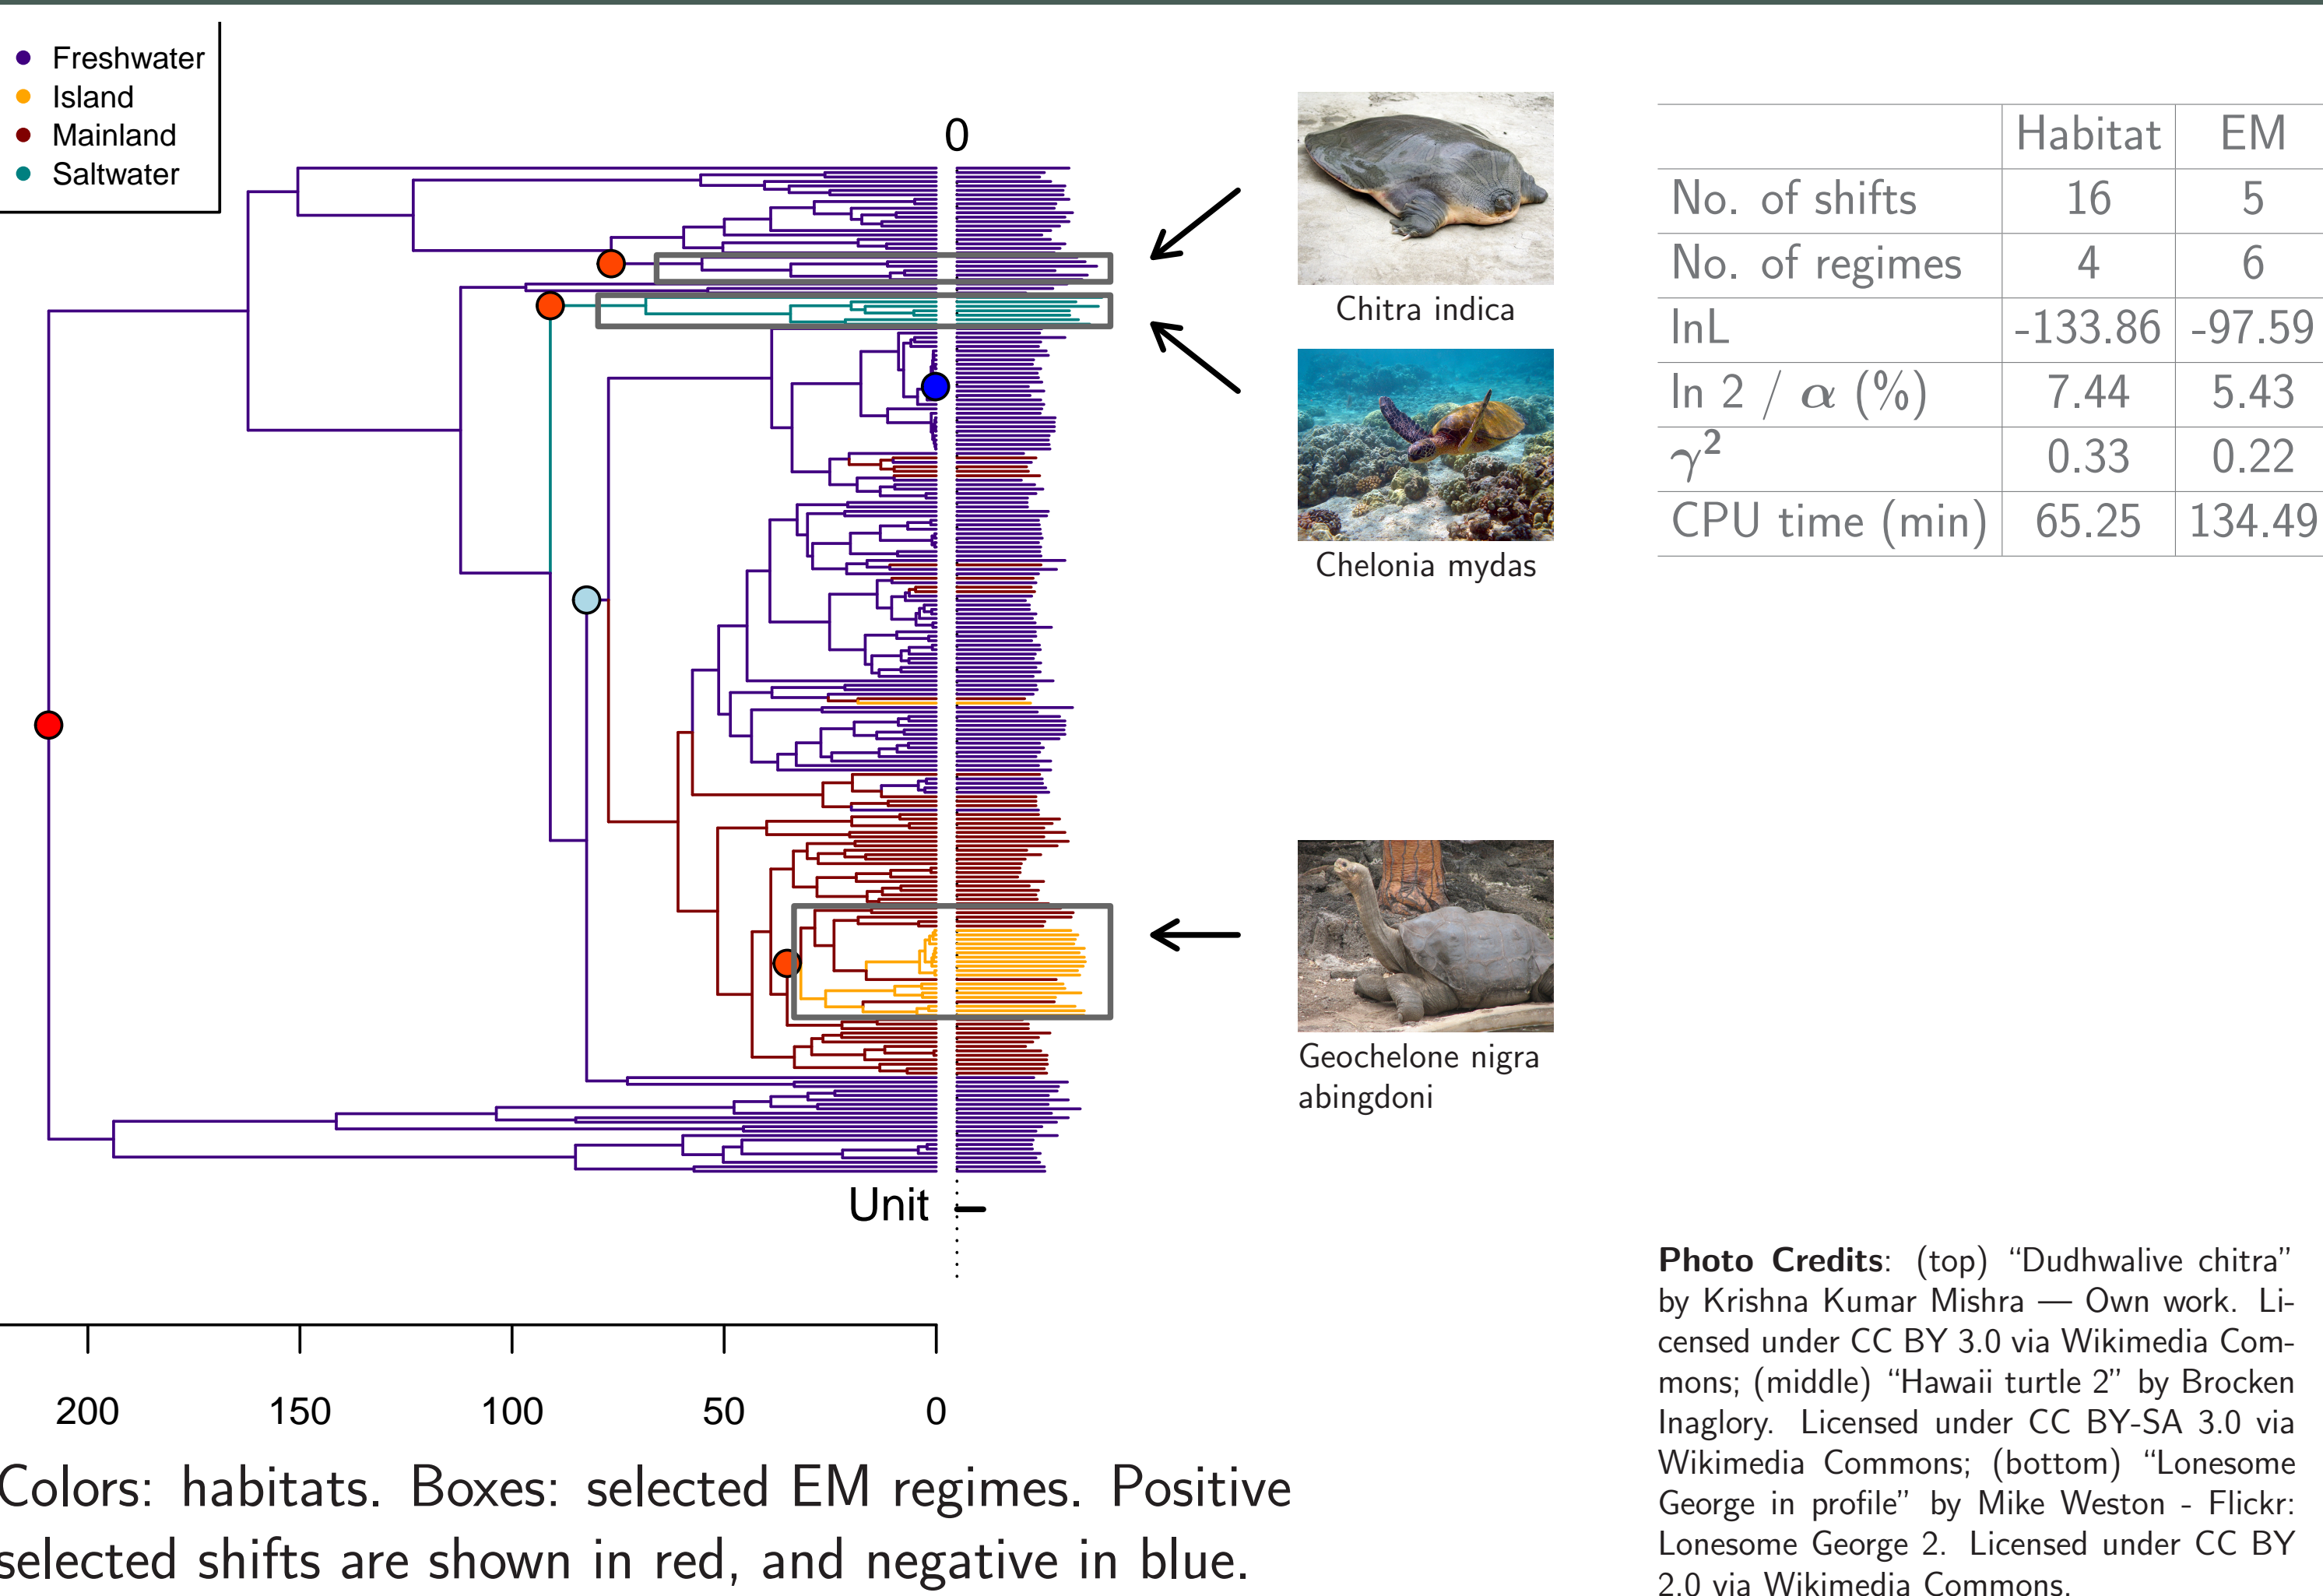 Freshwater
Island
Mainland
Saltwater
0
Unit
200 150 100 50 0
Colors: habitats. Boxes: selected EM regimes. Positive
selected shifts are shown in red, and negative in blue.
Chitra indica
Chelonia mydas
Geochelone nigra
abingdoni
Habitat EM
No. of shifts 16 5
No. of regimes 4 6
lnL -133.86 -97.59
ln 2 / α (%) 7.44 5.43
γ² 0.33 0.22
CPU time (min) 65.25 134.49
Photo Credits: (top) “Dudhwalive chitra”
by Krishna Kumar Mishra — Own work. Li-
censed under CC BY 3.0 via Wikimedia Com-
mons; (middle) “Hawaii turtle 2” by Brocken
Inaglory. Licensed under CC BY-SA 3.0 via
Wikimedia Commons; (bottom) “Lonesome
George in profile” by Mike Weston - Flickr:
Lonesome George 2. Licensed under CC BY
2.0 via Wikimedia Commons.